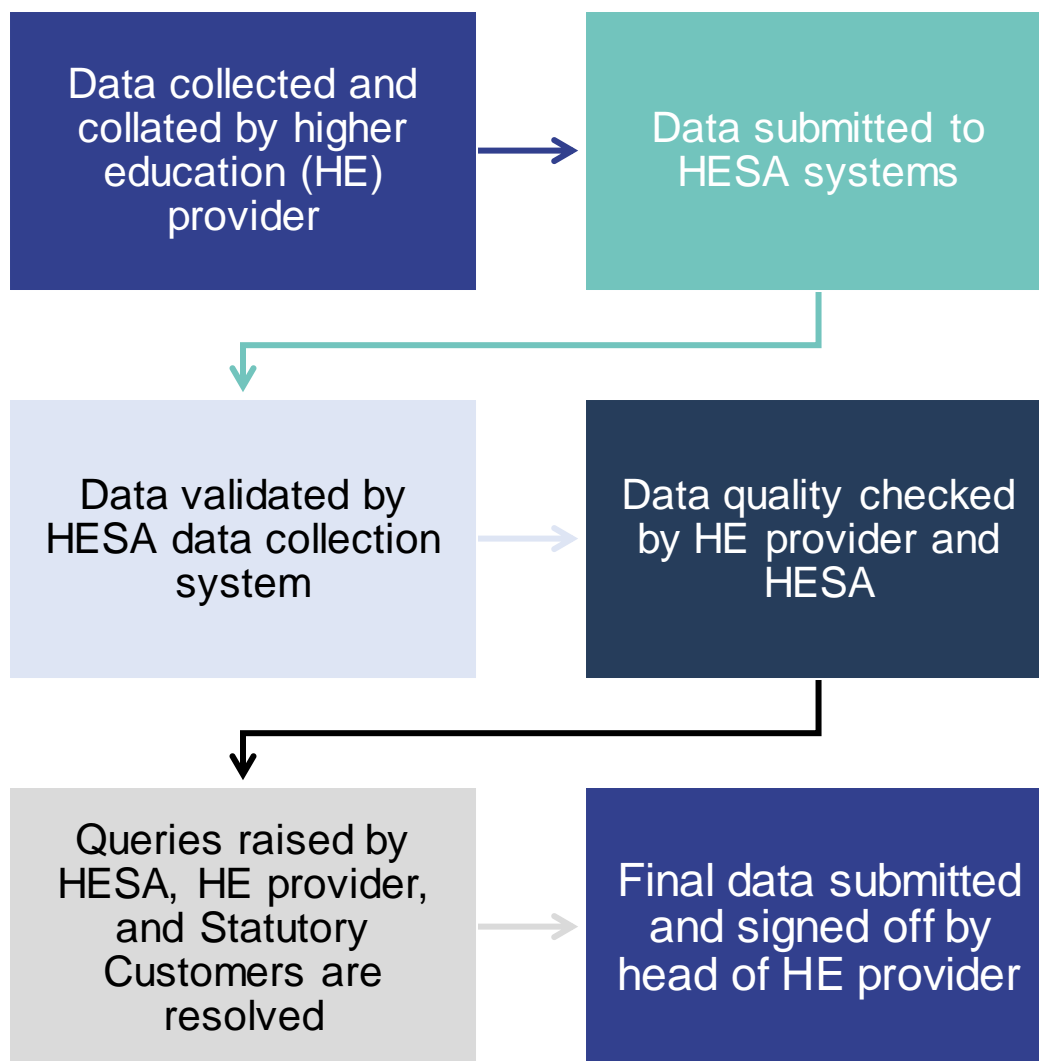 Data collected and
collated by higher
education (HE)
provider
Data submitted to
HESA systems
Data validated by
HESA data collection
system
Data quality checked
by HE provider and
HESA
Queries raised by
HESA, HE provider,
and Statutory
Customers are
resolved
Final data submitted
and signed off by
head of HE provider